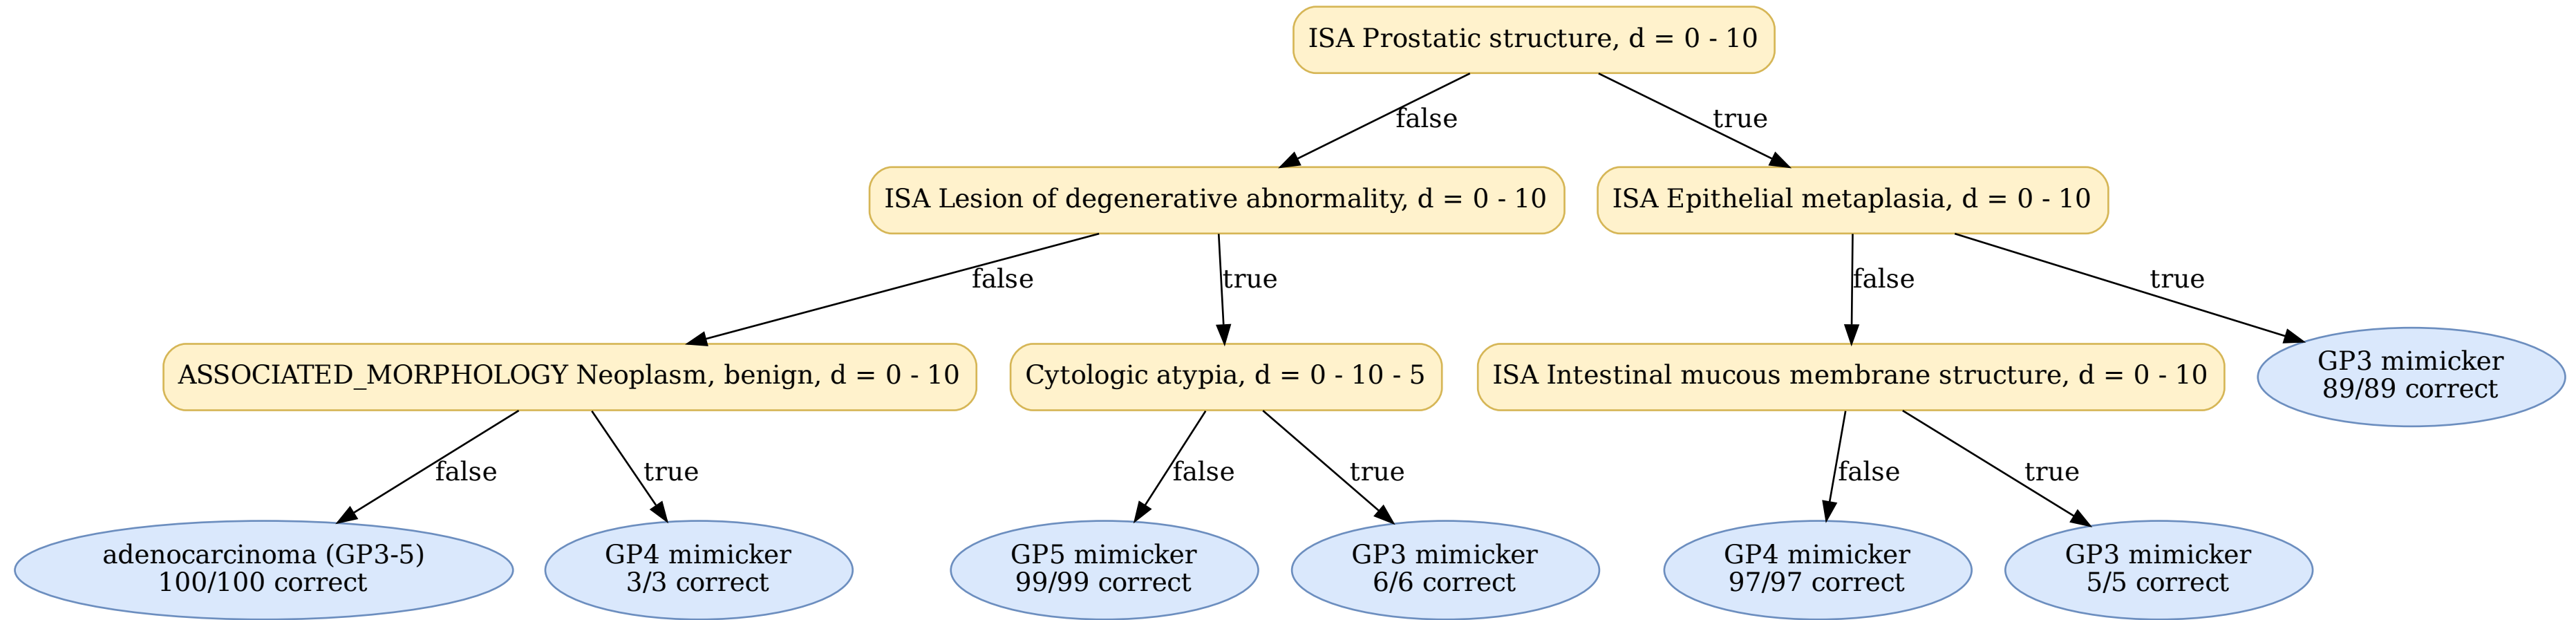 ISA Prostatic structure, d = 0 - 10
false
true
ISA Lesion of degenerative abnormality, d = 0 - 10
ISA Epithelial metaplasia, d = 0 - 10
false
true
false
true
ASSOCIATED_MORPHOLOGY Neoplasm, benign, d = 0 - 10
Cytologic atypia, d = 0 - 10 - 5
ISA Intestinal mucous membrane structure, d = 0 - 10
GP3 mimicker
89/89 correct
false
true
false
true
false
true
adenocarcinoma (GP3-5)
100/100 correct
GP4 mimicker
3/3 correct
GP5 mimicker
99/99 correct
GP3 mimicker
6/6 correct
GP4 mimicker
97/97 correct
GP3 mimicker
5/5 correct